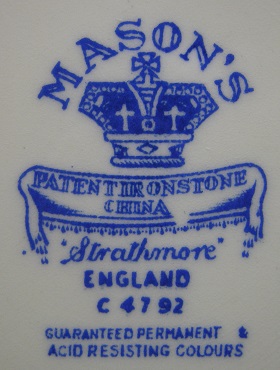 MASON'S
PATENT IRONSTONE
CHINA
"Strathmore"
ENGLAND
C 4792
GUARANTEED PERMANENT &
ACID RESISTING COLOURS